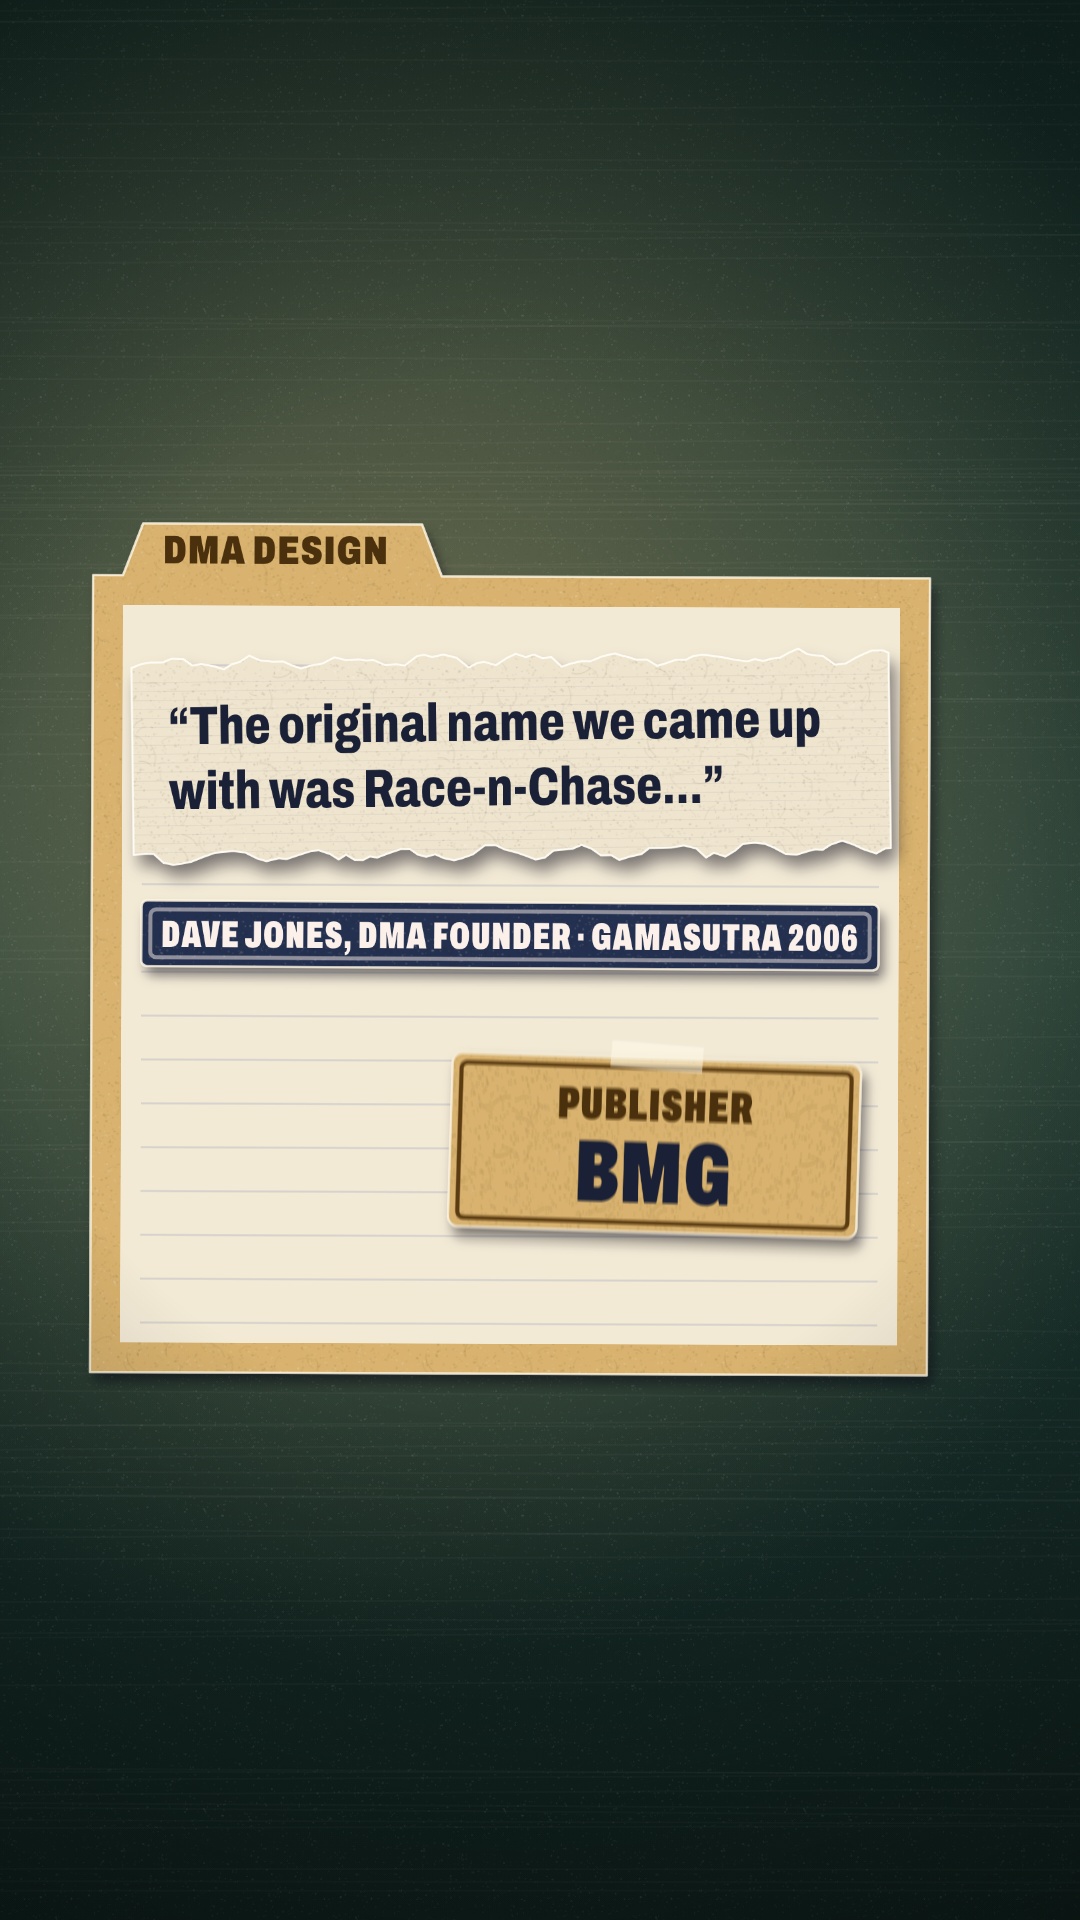 DMA DESIGN
“The original name we came up
with was Race-n-Chase...”
DAVE JONES, DMA FOUNDER · GAMASUTRA 2006
PUBLISHER
BMG